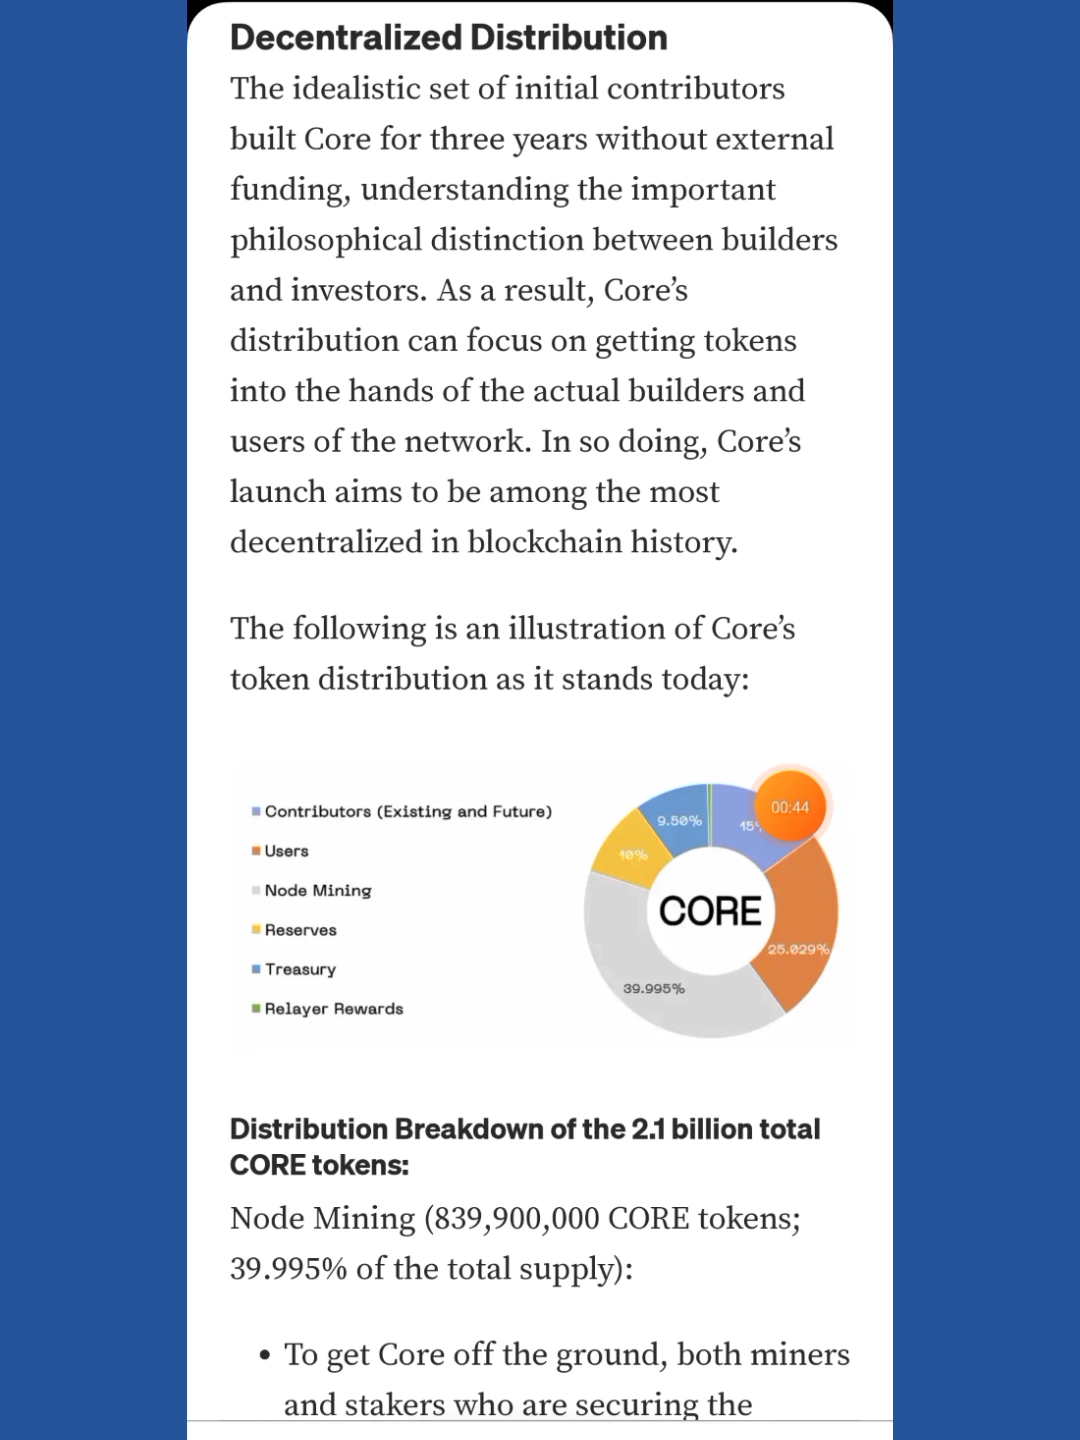 Decentralized Distribution
The idealistic set of initial contributors
built Core for three years without external
funding, understanding the important
philosophical distinction between builders
and investors. As a result, Core’s
distribution can focus on getting tokens
into the hands of the actual builders and
users of the network. In so doing, Core’s
launch aims to be among the most
decentralized in blockchain history.
The following is an illustration of Core’s
token distribution as it stands today:
Contributors (Existing and Future)
Users
Node Mining
Reserves
Treasury
Relayer Rewards
9.50%
15%
00:44
10%
CORE
25.029%
39.995%
Distribution Breakdown of the 2.1 billion total
CORE tokens:
Node Mining (839,900,000 CORE tokens;
39.995% of the total supply):
• To get Core off the ground, both miners
and stakers who are securing the